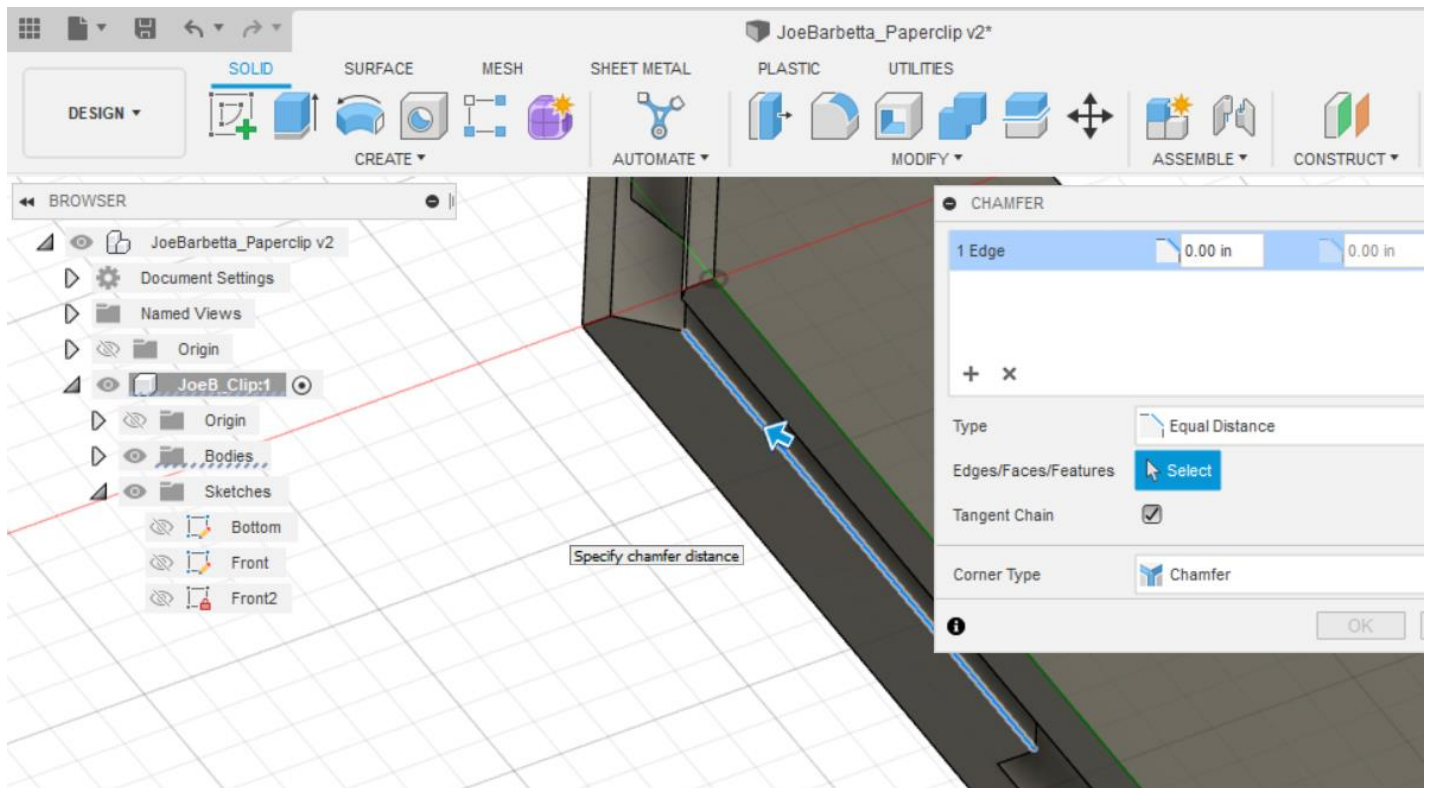 JoeBarbetta_Paperclip v2*
SOLID SURFACE MESH SHEET METAL PLASTIC UTILITIES
DESIGN
CREATE AUTOMATE MODIFY ASSEMBLE CONSTRUCT
BROWSER
JoeBarbetta_Paperclip v2
Document Settings
Named Views
Origin
JoeB_Clip:1
Origin
Bodies
Sketches
Bottom
Front
Front2
Specify chamfer distance
CHAMFER
1 Edge 0.00 in 0.00 in
Type Equal Distance
Edges/Faces/Features Select
Tangent Chain
Corner Type Chamfer
OK